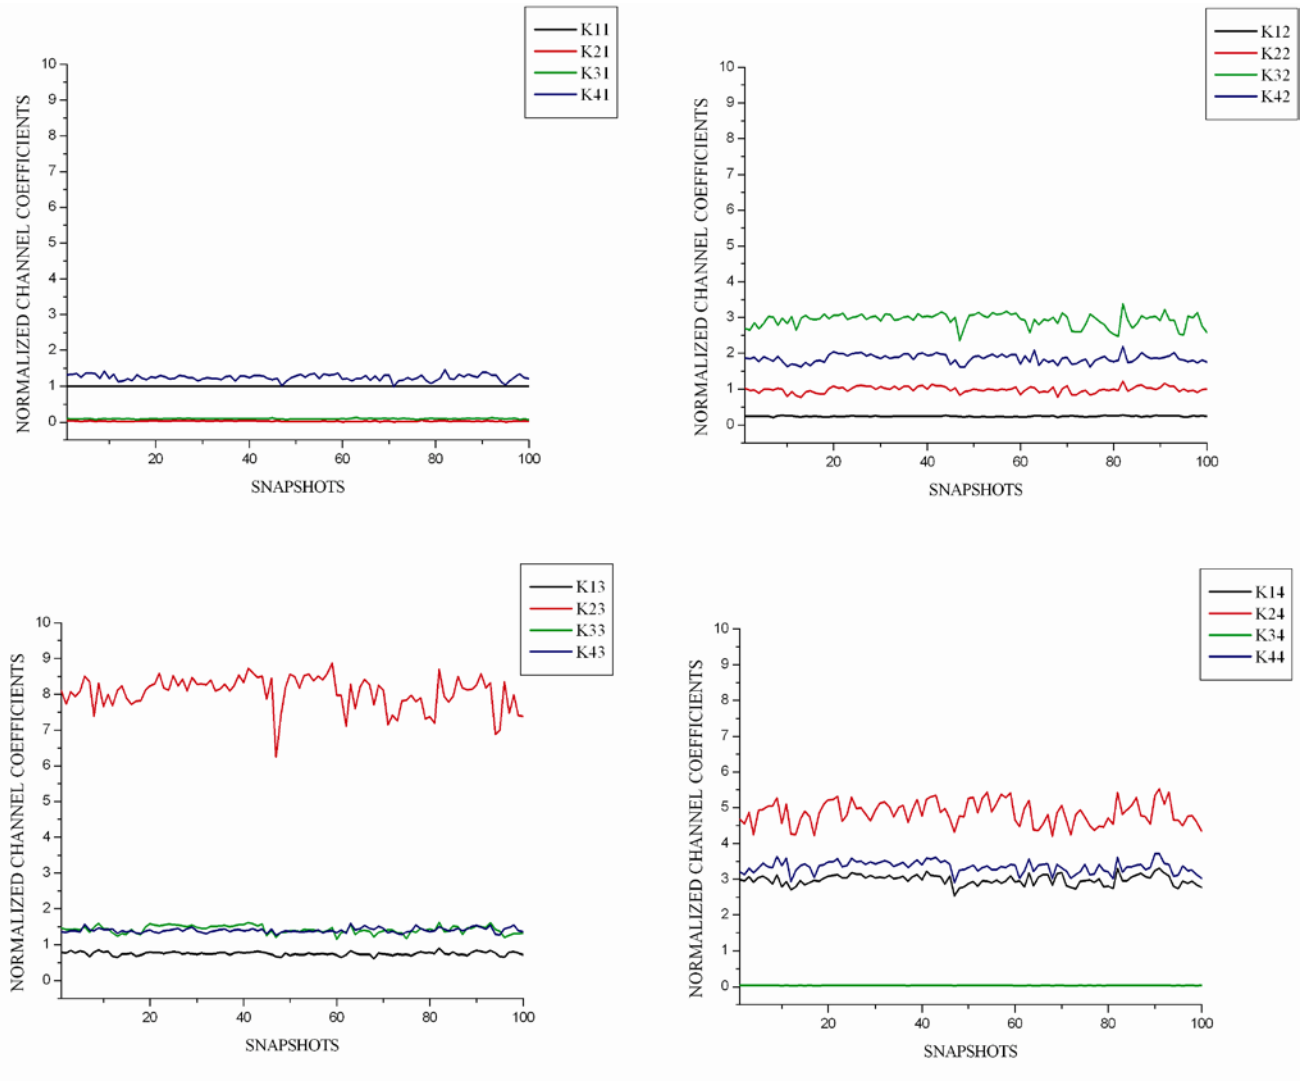 K11
K21
K31
K41
NORMALIZED CHANNEL COEFFICIENTS
10
9
8
7
6
5
4
3
2
1
0
20 40 60 80 100
SNAPSHOTS
K12
K22
K32
K42
NORMALIZED CHANNEL COEFFICIENTS
10
9
8
7
6
5
4
3
2
1
0
20 40 60 80 100
SNAPSHOTS
K13
K23
K33
K43
NORMALIZED CHANNEL COEFFICIENTS
10
9
8
7
6
5
4
3
2
1
0
20 40 60 80 100
SNAPSHOTS
K14
K24
K34
K44
NORMALIZED CHANNEL COEFFICIENTS
10
9
8
7
6
5
4
3
2
1
0
20 40 60 80 100
SNAPSHOTS